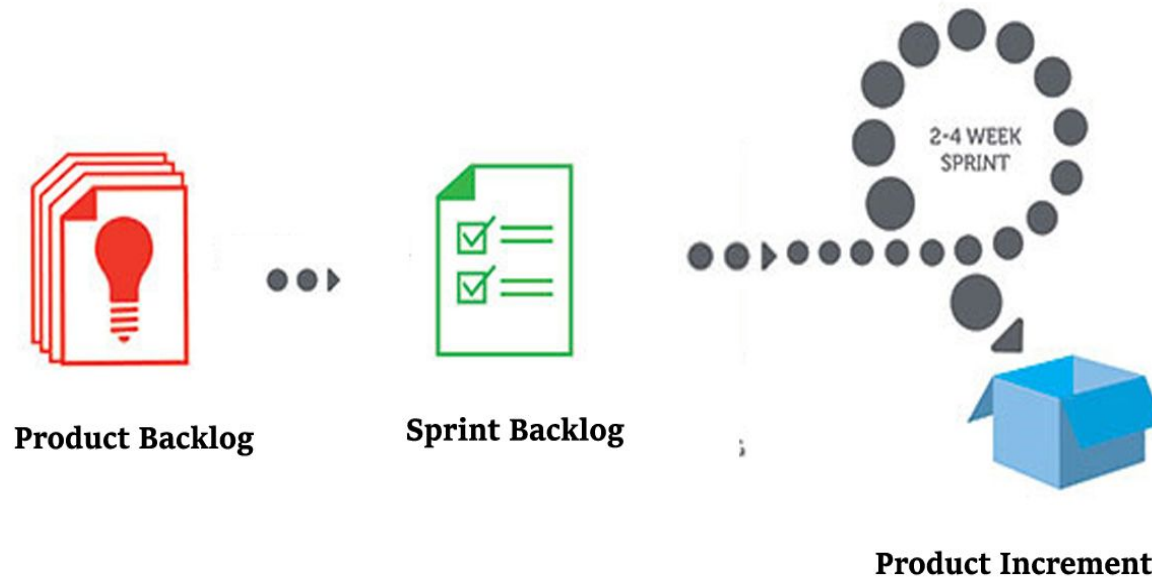 2-4 WEEK
SPRINT
Product Backlog
Sprint Backlog
Product Increment